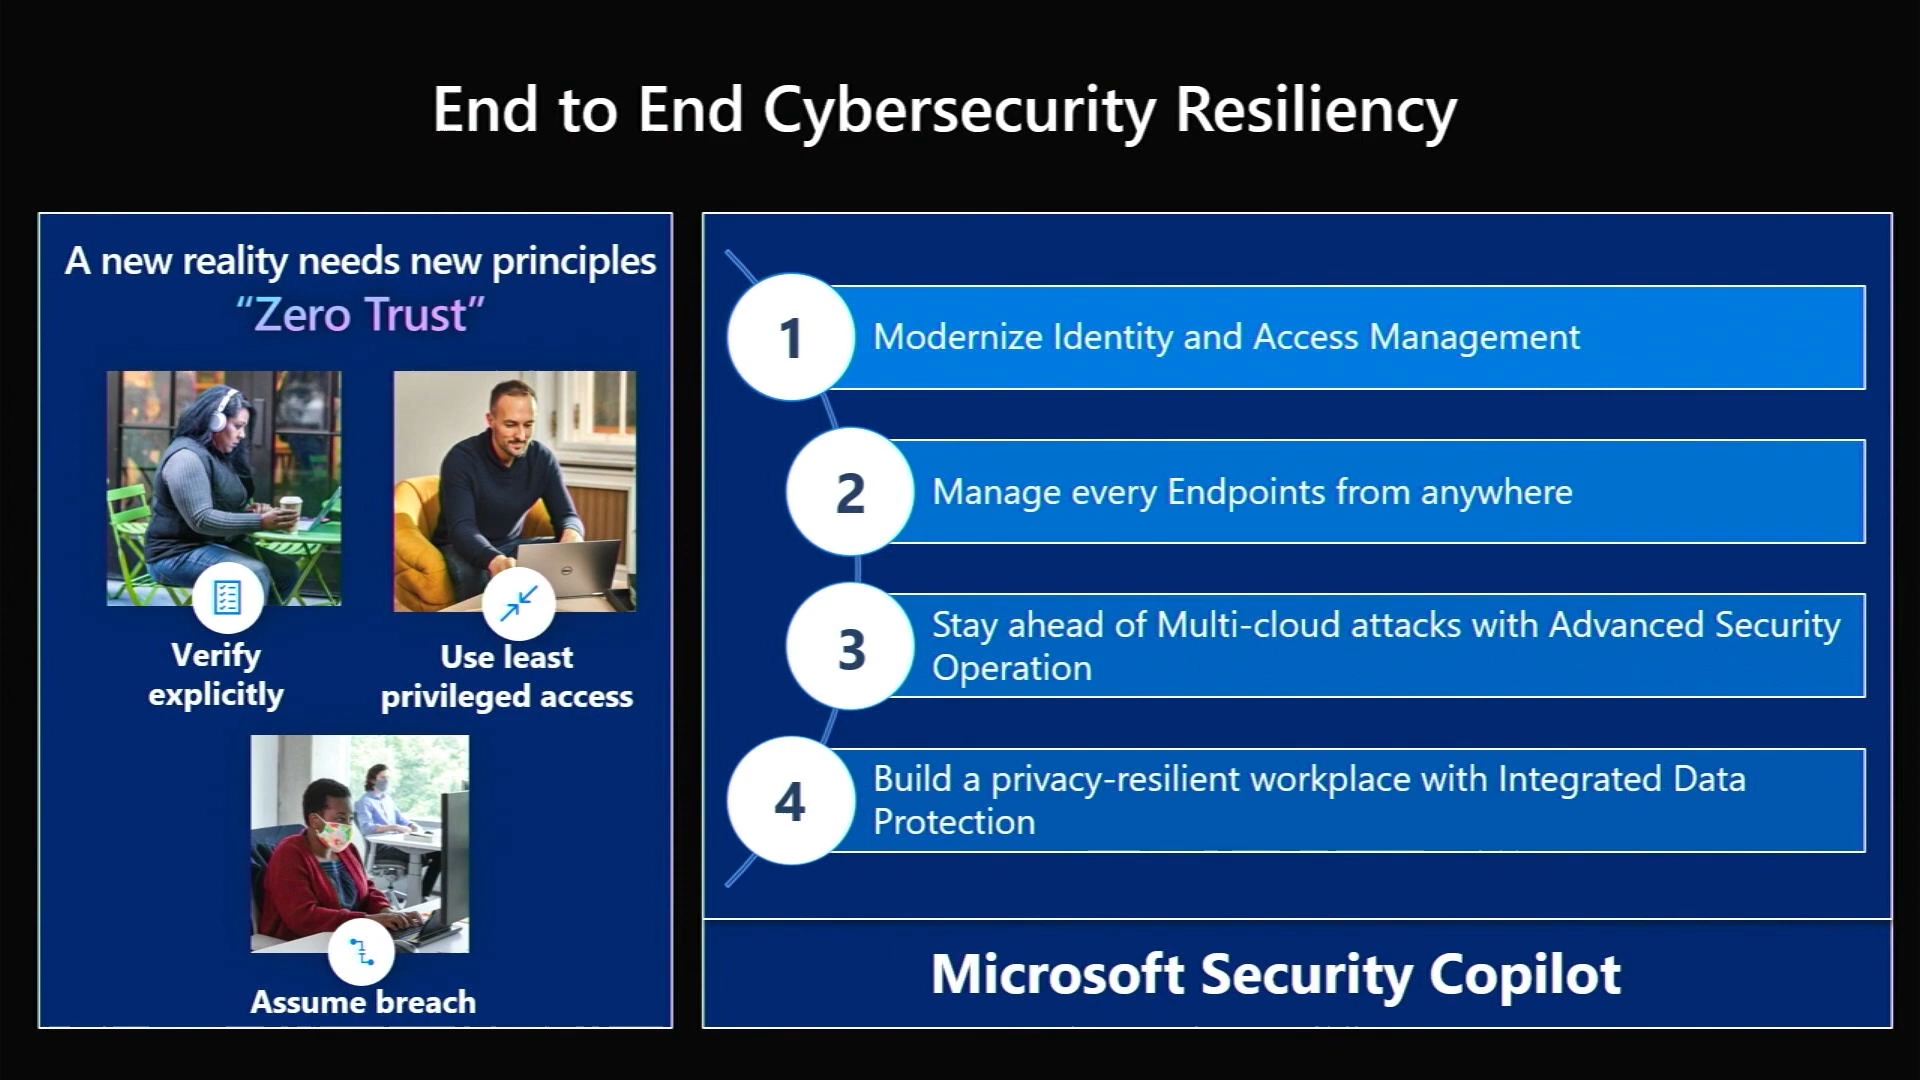 End to End Cybersecurity Resiliency
A new reality needs new principles
“Zero Trust”
Verify
explicitly
Use least
privileged access
Assume breach
1
Modernize Identity and Access Management
2
Manage every Endpoints from anywhere
3
Stay ahead of Multi-cloud attacks with Advanced Security
Operation
4
Build a privacy-resilient workplace with Integrated Data
Protection
Microsoft Security Copilot